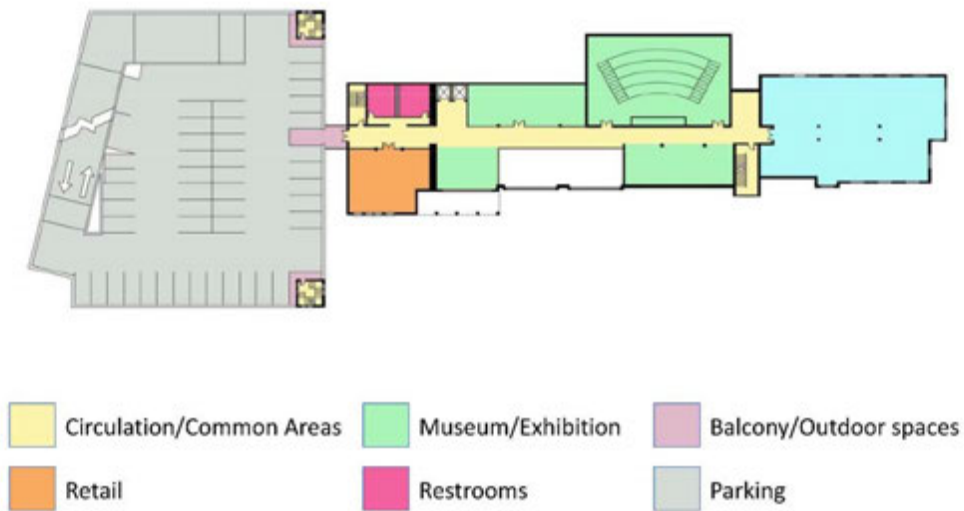 Circulation/Common Areas
Museum/Exhibition
Balcony/Outdoor spaces
Retail
Restrooms
Parking